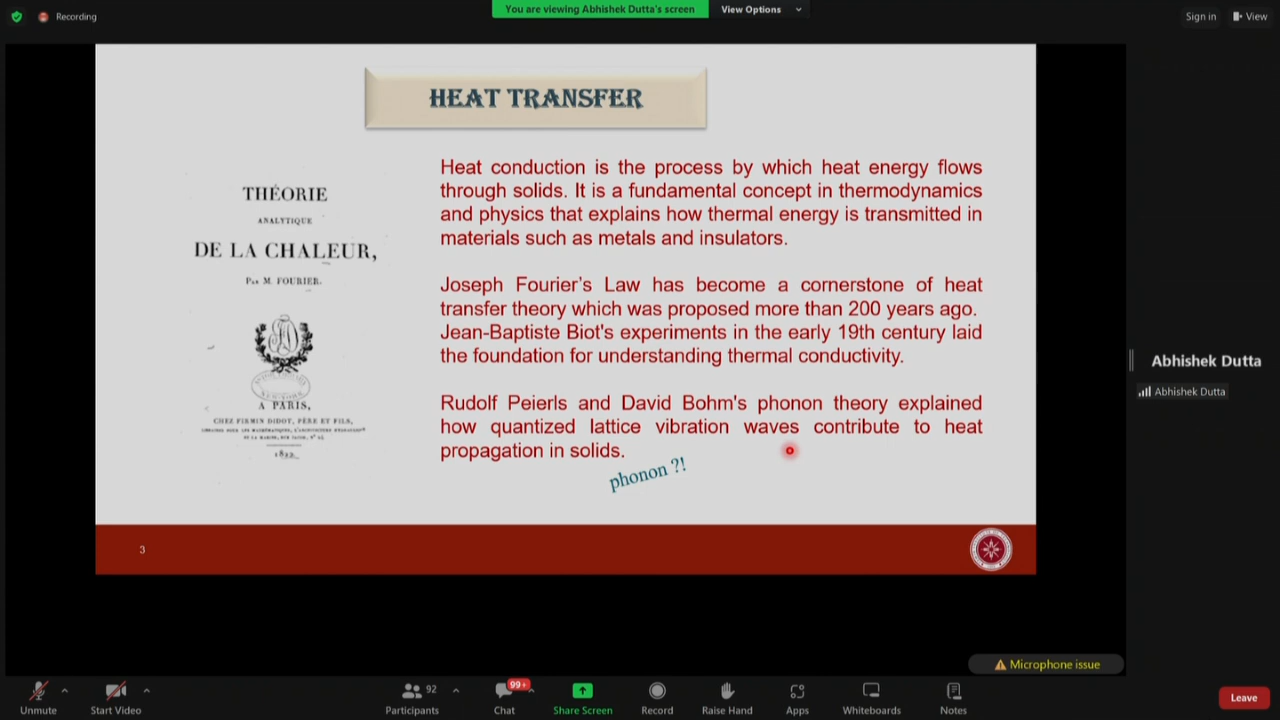 Recording
You are viewing Abhishek Dutta's screen
View Options
Sign in
View
HEAT TRANSFER
THÉORIE
ANALYTIQUE
DE LA CHALEUR,
PAR M. FOURIER.
A PARIS,
CHEZ FIRMIN DIDOT, PÈRE ET FILS,
1822
Heat conduction is the process by which heat energy flows
through solids. It is a fundamental concept in thermodynamics
and physics that explains how thermal energy is transmitted in
materials such as metals and insulators.
Joseph Fourier's Law has become a cornerstone of heat
transfer theory which was proposed more than 200 years ago.
Jean-Baptiste Biot's experiments in the early 19th century laid
the foundation for understanding thermal conductivity.
Rudolf Peierls and David Bohm's phonon theory explained
how quantized lattice vibration waves contribute to heat
propagation in solids.
phonon ?!
3
Abhishek Dutta
Abhishek Dutta
Microphone issue
Unmute
Start Video
92
Participants
99+
Chat
Share Screen
Record
Raise Hand
Apps
Whiteboards
Notes
Leave